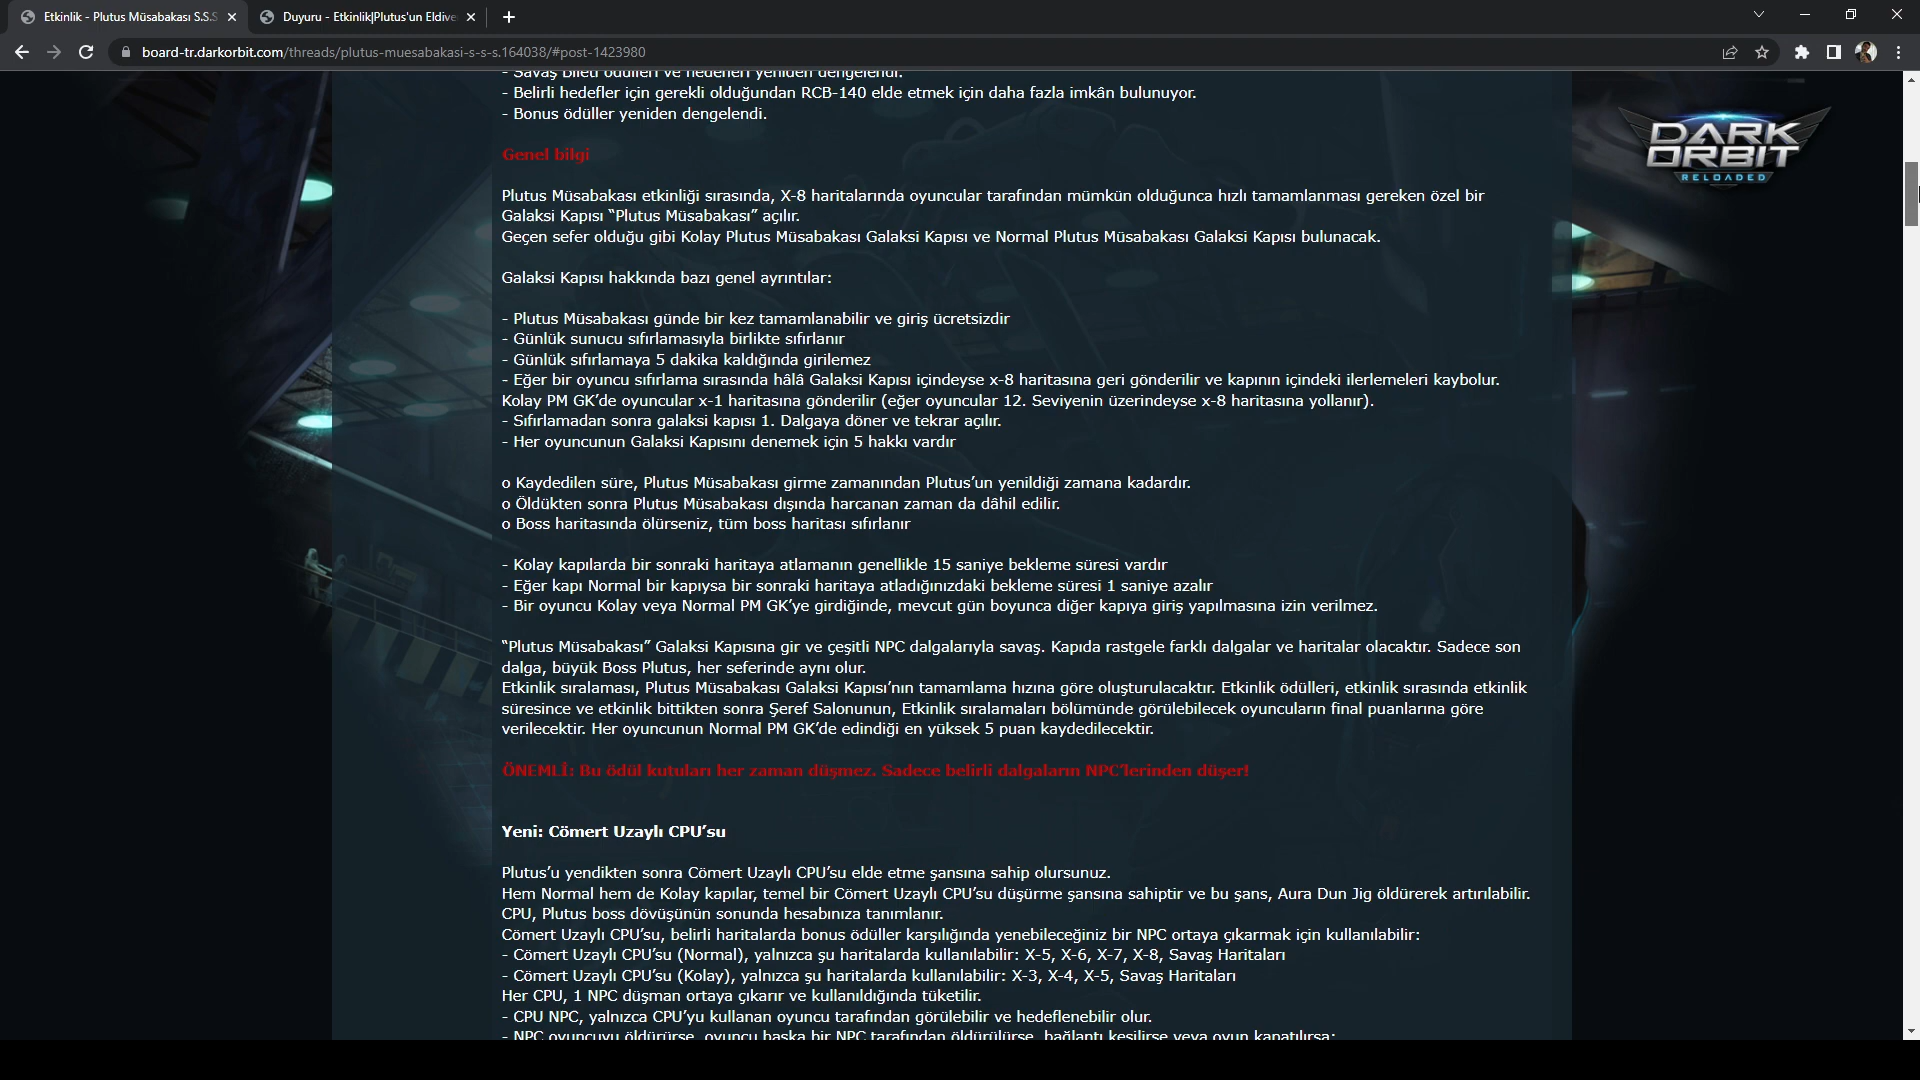 Etkinlik - Plutus Müsabakası S.S.S
Duyuru - Etkinlik|Plutus'un Eldive
board-tr.darkorbit.com/threads/plutus-muesabakasi-s-s-s.164038/#post-1423980
- Savaş Bileti ödülleri ve hedefleri yeniden dengelendi.
- Belirli hedefler için gerekli olduğundan RCB-140 elde etmek için daha fazla imkân bulunuyor.
- Bonus ödüller yeniden dengelendi.
DARK
ORBIT
RELOADED
Genel bilgi
Plutus Müsabakası etkinliği sırasında, X-8 haritalarında oyuncular tarafından mümkün olduğunca hızlı tamamlanması gereken özel bir
Galaksi Kapısı “Plutus Müsabakası” açılır.
Geçen sefer olduğu gibi Kolay Plutus Müsabakası Galaksi Kapısı ve Normal Plutus Müsabakası Galaksi Kapısı bulunacak.
Galaksi Kapısı hakkında bazı genel ayrıntılar:
- Plutus Müsabakası günde bir kez tamamlanabilir ve giriş ücretsizdir
- Günlük sunucu sıfırlamasıyla birlikte sıfırlanır
- Günlük sıfırlamaya 5 dakika kaldığında girilemez
- Eğer bir oyuncu sıfırlama sırasında hâlâ Galaksi Kapısı içindeyse x-8 haritasına geri gönderilir ve kapının içindeki ilerlemeleri kaybolur.
Kolay PM GK’de oyuncular x-1 haritasına gönderilir (eğer oyuncular 12. Seviyenin üzerindeyse x-8 haritasına yollanır).
- Sıfırlamadan sonra galaksi kapısı 1. Dalgaya döner ve tekrar açılır.
- Her oyuncunun Galaksi Kapısını denemek için 5 hakkı vardır
o Kaydedilen süre, Plutus Müsabakası girme zamanından Plutus’un yenildiği zamana kadardır.
o Öldükten sonra Plutus Müsabakası dışında harcanan zaman da dâhil edilir.
o Boss haritasında ölürseniz, tüm boss haritası sıfırlanır
- Kolay kapılarda bir sonraki haritaya atlamanın genellikle 15 saniye bekleme süresi vardır
- Eğer kapı Normal bir kapıysa bir sonraki haritaya atladığınızdaki bekleme süresi 1 saniye azalır
- Bir oyuncu Kolay veya Normal PM GK’ye girdiğinde, mevcut gün boyunca diğer kapıya giriş yapılmasına izin verilmez.
“Plutus Müsabakası” Galaksi Kapısına gir ve çeşitli NPC dalgalarıyla savaş. Kapıda rastgele farklı dalgalar ve haritalar olacaktır. Sadece son
dalga, büyük Boss Plutus, her seferinde aynı olur.
Etkinlik sıralaması, Plutus Müsabakası Galaksi Kapısı’nın tamamlama hızına göre oluşturulacaktır. Etkinlik ödülleri, etkinlik sırasında etkinlik
süresince ve etkinlik bittikten sonra Şeref Salonunun, Etkinlik sıralamaları bölümünde görülebilecek oyuncuların final puanlarına göre
verilecektir. Her oyuncunun Normal PM GK’de edindiği en yüksek 5 puan kaydedilecektir.
ÖNEMLİ: Bu ödül kutuları her zaman düşmez. Sadece belirli dalgaların NPC’lerinden düşer!
Yeni: Cömert Uzaylı CPU’su
Plutus’u yendikten sonra Cömert Uzaylı CPU’su elde etme şansına sahip olursunuz.
Hem Normal hem de Kolay kapılar, temel bir Cömert Uzaylı CPU’su düşürme şansına sahiptir ve bu şans, Aura Dun Jig öldürerek artırılabilir.
CPU, Plutus boss dövüşünün sonunda hesabınıza tanımlanır.
Cömert Uzaylı CPU’su, belirli haritalarda bonus ödüller karşılığında yenebileceğiniz bir NPC ortaya çıkarmak için kullanılabilir:
- Cömert Uzaylı CPU’su (Normal), yalnızca şu haritalarda kullanılabilir: X-5, X-6, X-7, X-8, Savaş Haritaları
- Cömert Uzaylı CPU’su (Kolay), yalnızca şu haritalarda kullanılabilir: X-3, X-4, X-5, Savaş Haritaları
Her CPU, 1 NPC düşman ortaya çıkarır ve kullanıldığında tüketilir.
- CPU NPC, yalnızca CPU’yu kullanan oyuncu tarafından görülebilir ve hedeflenebilir olur.
- NPC oyuncuyu öldürürse, oyuncu başka bir NPC tarafından öldürülürse, bağlantı kesilirse veya oyun kapatılırsa: